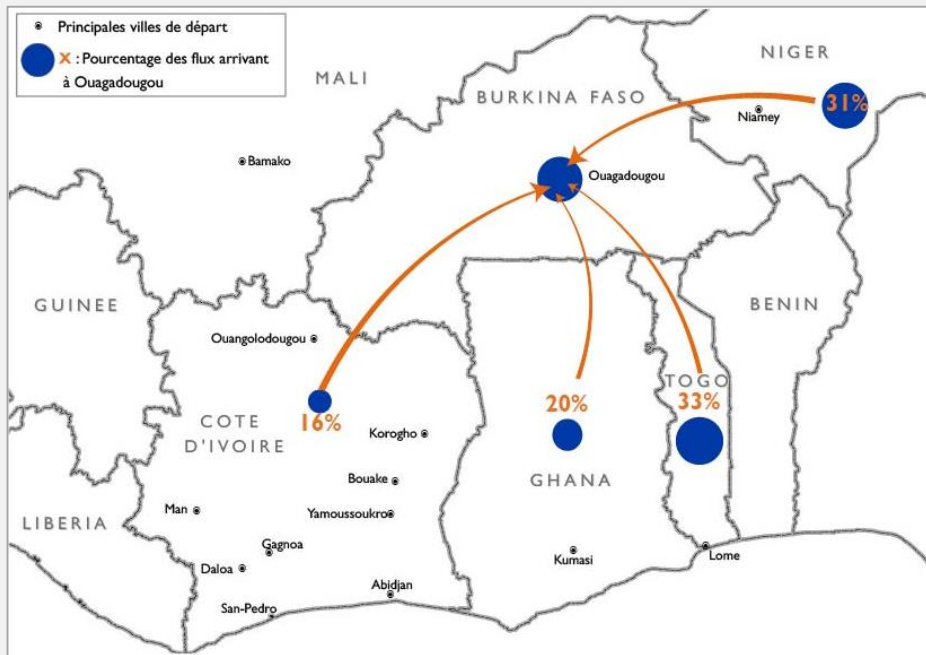 Principales villes de départ
X : Pourcentage des flux arrivant
à Ouagadougou
NIGER
MALI
BURKINA FASO
31%
Niamey
Bamako
Ouagadougou
GUINEE
BENIN
Ouangolodougou
TOGO
20%
33%
16%
COTE
D'IVOIRE
Korogho
GHANA
Bouake
Man
Yamoussoukro
LIBERIA
Gagnoa
Kumasi
Lome
Daloa
Abidjan
San-Pedro